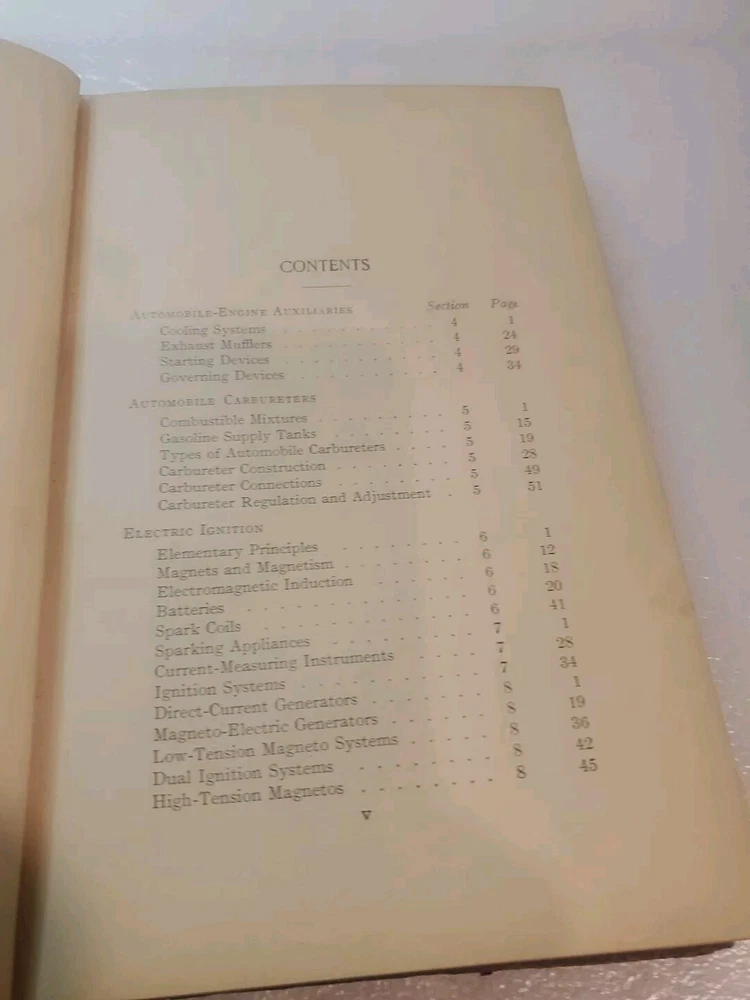 CONTENTS
AUTOMOBILE-ENGINE AUXILIARIES Section Page
Cooling Systems . . . . . . . . . . 4 1
Exhaust Mufflers . . . . . . . . . . 4 24
Starting Devices . . . . . . . . . . 4 29
Governing Devices . . . . . . . . . 4 34
AUTOMOBILE CARBURETERS
Combustible Mixtures . . . . . . . . 5 1
Gasoline Supply Tanks . . . . . . . 5 15
Types of Automobile Carbureters . . . . 5 19
Carbureter Construction . . . . . . . 5 28
Carbureter Connections . . . . . . . 5 49
Carbureter Regulation and Adjustment . 5 51
ELECTRIC IGNITION
Elementary Principles . . . . . . . 6 1
Magnets and Magnetism . . . . . . . 6 12
Electromagnetic Induction . . . . . 6 18
Batteries . . . . . . . . . . . 6 20
Spark Coils . . . . . . . . . . 6 41
Sparking Appliances . . . . . . . 7 1
Current-Measuring Instruments . . . . 7 28
Ignition Systems . . . . . . . . 7 34
Direct-Current Generators . . . . . . 8 1
Magneto-Electric Generators . . . . . 8 19
Low-Tension Magneto Systems . . . . . 8 36
Dual Ignition Systems . . . . . . . 8 42
High-Tension Magnetos . . . . . . . 8 45
v